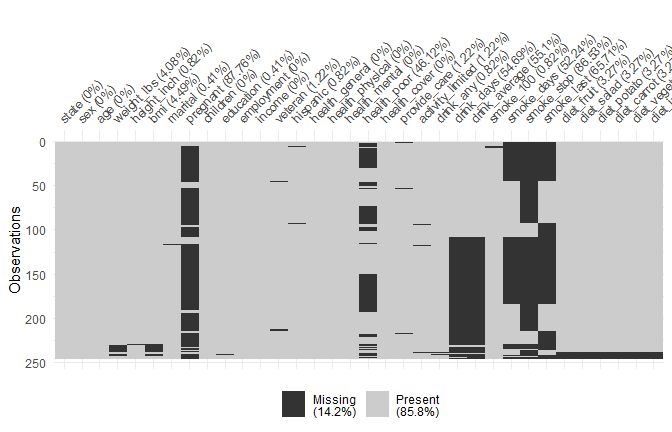 state (0%)
sex (0%)
age (0%)
weight_lbs (4.08%)
height_inch (0.82%)
bmi (4.49%)
marital (0.41%)
pregnant (87.76%)
children (0%)
education (0.41%)
employment (0%)
income (0%)
veteran (1.22%)
hispanic (0.82%)
health_general (0%)
health_physical (0%)
health_mental (0%)
health_poor (46.12%)
health_cover (0%)
provide_care (1.22%)
activity_limited (1.22%)
drink_any (0.82%)
drink_days (54.69%)
drink_average (55.1%)
smoke_100 (0.82%)
smoke_days (52.24%)
smoke_stop (86.53%)
smoke_last (65.71%)
diet_fruit (3.27%)
diet_salad (3.27%)
diet_potato (3.27%
diet_carrot (3.2
diet_vege
diet_
0
50
100
150
200
250
Observations
Missing
(14.2%)
Present
(85.8%)